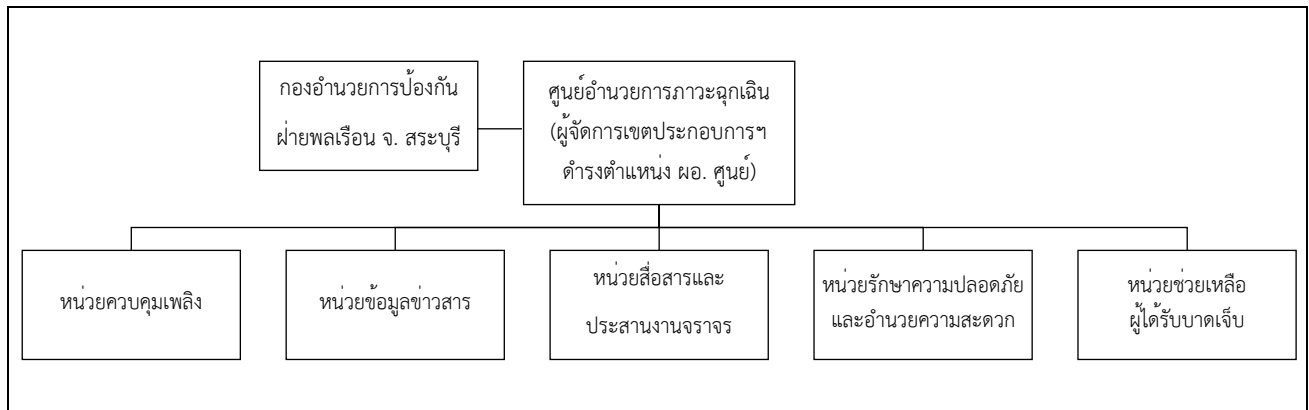 กองอำนวยการป้องกัน
ฝ่ายพลเรือน จ. สระบุรี
ศูนย์อำนวยการภาวะฉุกเฉิน
(ผู้จัดการเขตประกอบการฯ
ดำรงตำแหน่ง ผอ. ศูนย์)
หน่วยควบคุมเพลิง
หน่วยข้อมูลข่าวสาร
หน่วยสื่อสารและ
ประสานงานจราจร
หน่วยรักษาความปลอดภัย
และอำนวยความสะดวก
หน่วยช่วยเหลือ
ผู้ได้รับบาดเจ็บ